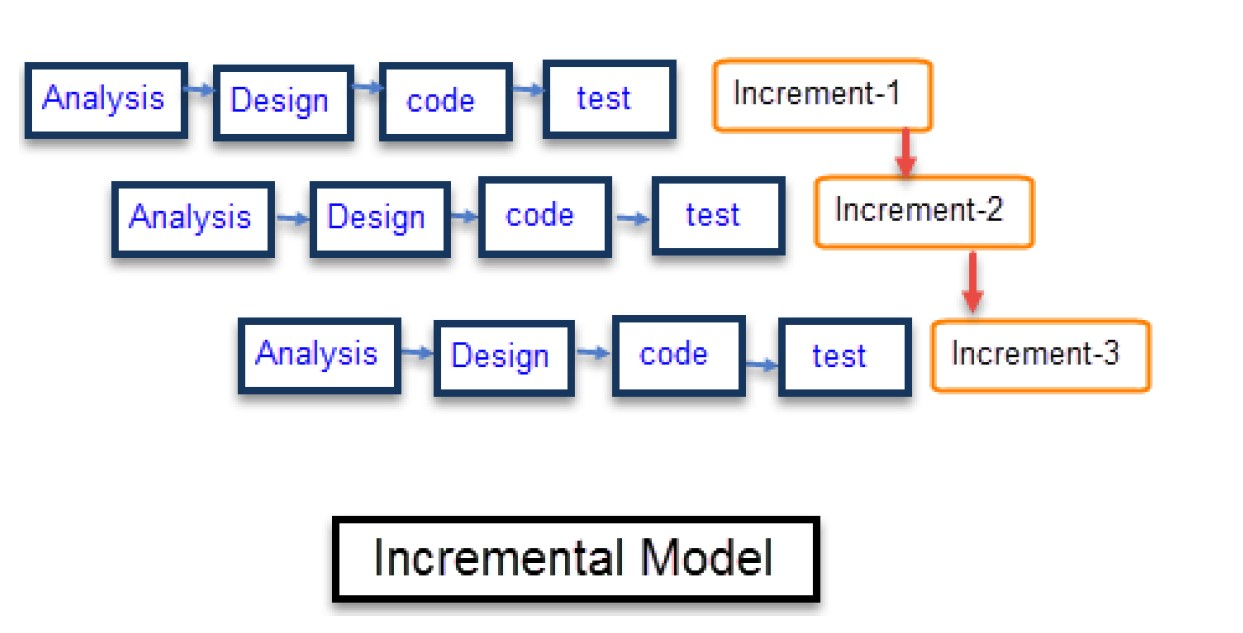 Analysis Design code test Increment-1
Analysis Design code test Increment-2
Analysis Design code test Increment-3
Incremental Model